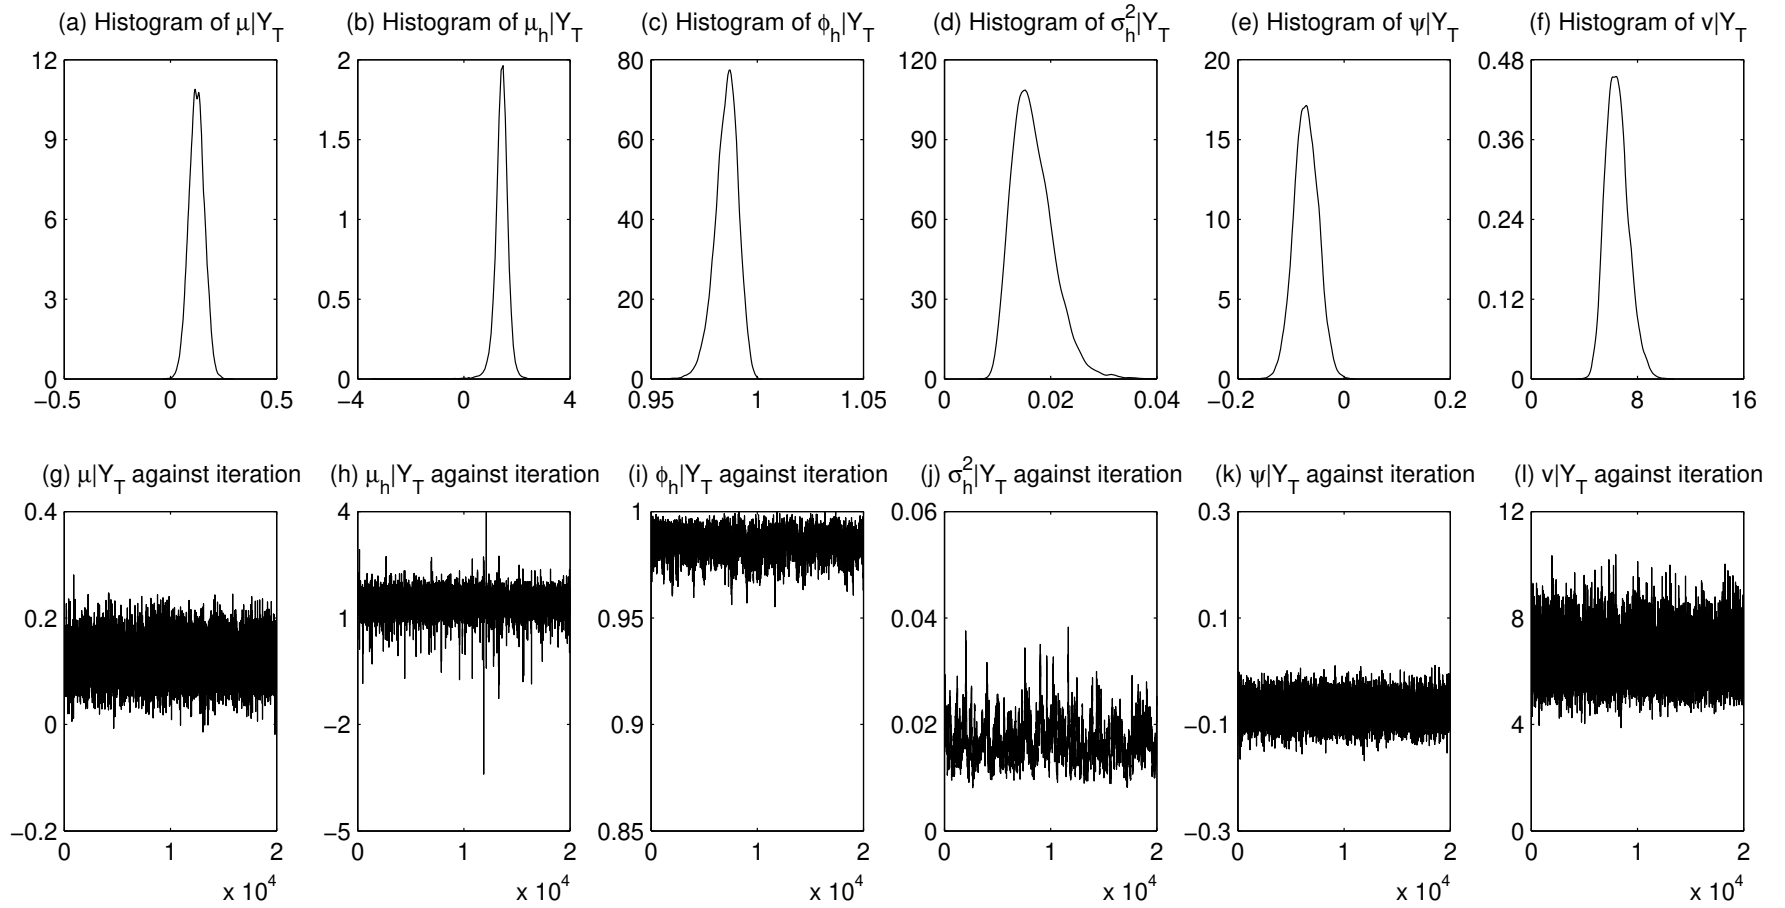 (a) Histogram of μ|Y_T
12
9
6
3
0
−0.5 0 0.5
(b) Histogram of μ_h|Y_T
2
1.5
1
0.5
0
−4 0 4
(c) Histogram of ϕ_h|Y_T
80
60
40
20
0
0.95 1 1.05
(d) Histogram of σ_h^2|Y_T
120
90
60
30
0
0 0.02 0.04
(e) Histogram of ψ|Y_T
20
15
10
5
0
−0.2 0 0.2
(f) Histogram of v|Y_T
0.48
0.36
0.24
0.12
0
0 8 16
(g) μ|Y_T against iteration
0.4
0.2
0
−0.2
0 1 2
x 10^4
(h) μ_h|Y_T against iteration
4
1
−2
−5
0 1 2
x 10^4
(i) ϕ_h|Y_T against iteration
1
0.95
0.9
0.85
0 1 2
x 10^4
(j) σ_h^2|Y_T against iteration
0.06
0.04
0.02
0
0 1 2
x 10^4
(k) ψ|Y_T against iteration
0.3
0.1
−0.1
−0.3
0 1 2
x 10^4
(l) v|Y_T against iteration
12
8
4
0
0 1 2
x 10^4